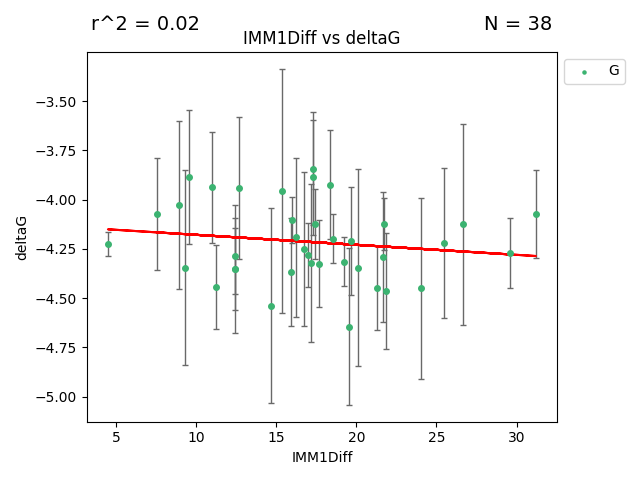 r^2 = 0.02
N = 38
IMM1Diff vs deltaG
G
deltaG
−3.50
−3.75
−4.00
−4.25
−4.50
−4.75
−5.00
5
10
15
20
25
30
IMM1Diff